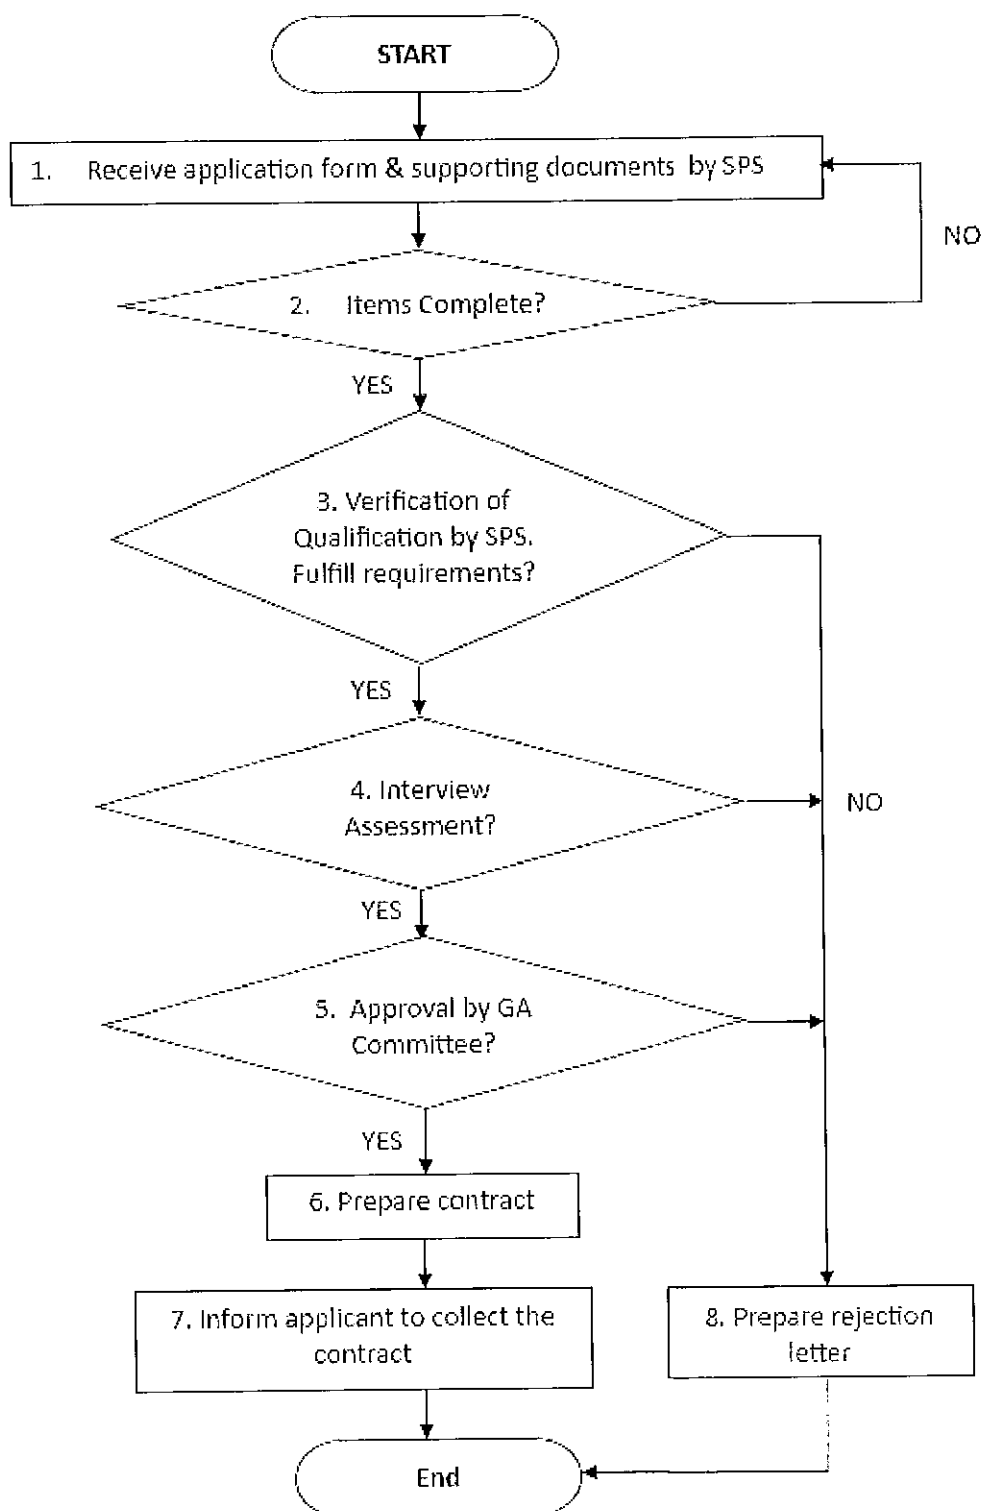 START
1. Receive application form & supporting documents by SPS
NO
2. Items Complete?
YES
3. Verification of
Qualification by SPS.
Fulfill requirements?
YES
4. Interview
Assessment?
NO
YES
5. Approval by GA
Committee?
YES
6. Prepare contract
7. Inform applicant to collect the
contract
8. Prepare rejection
letter
End